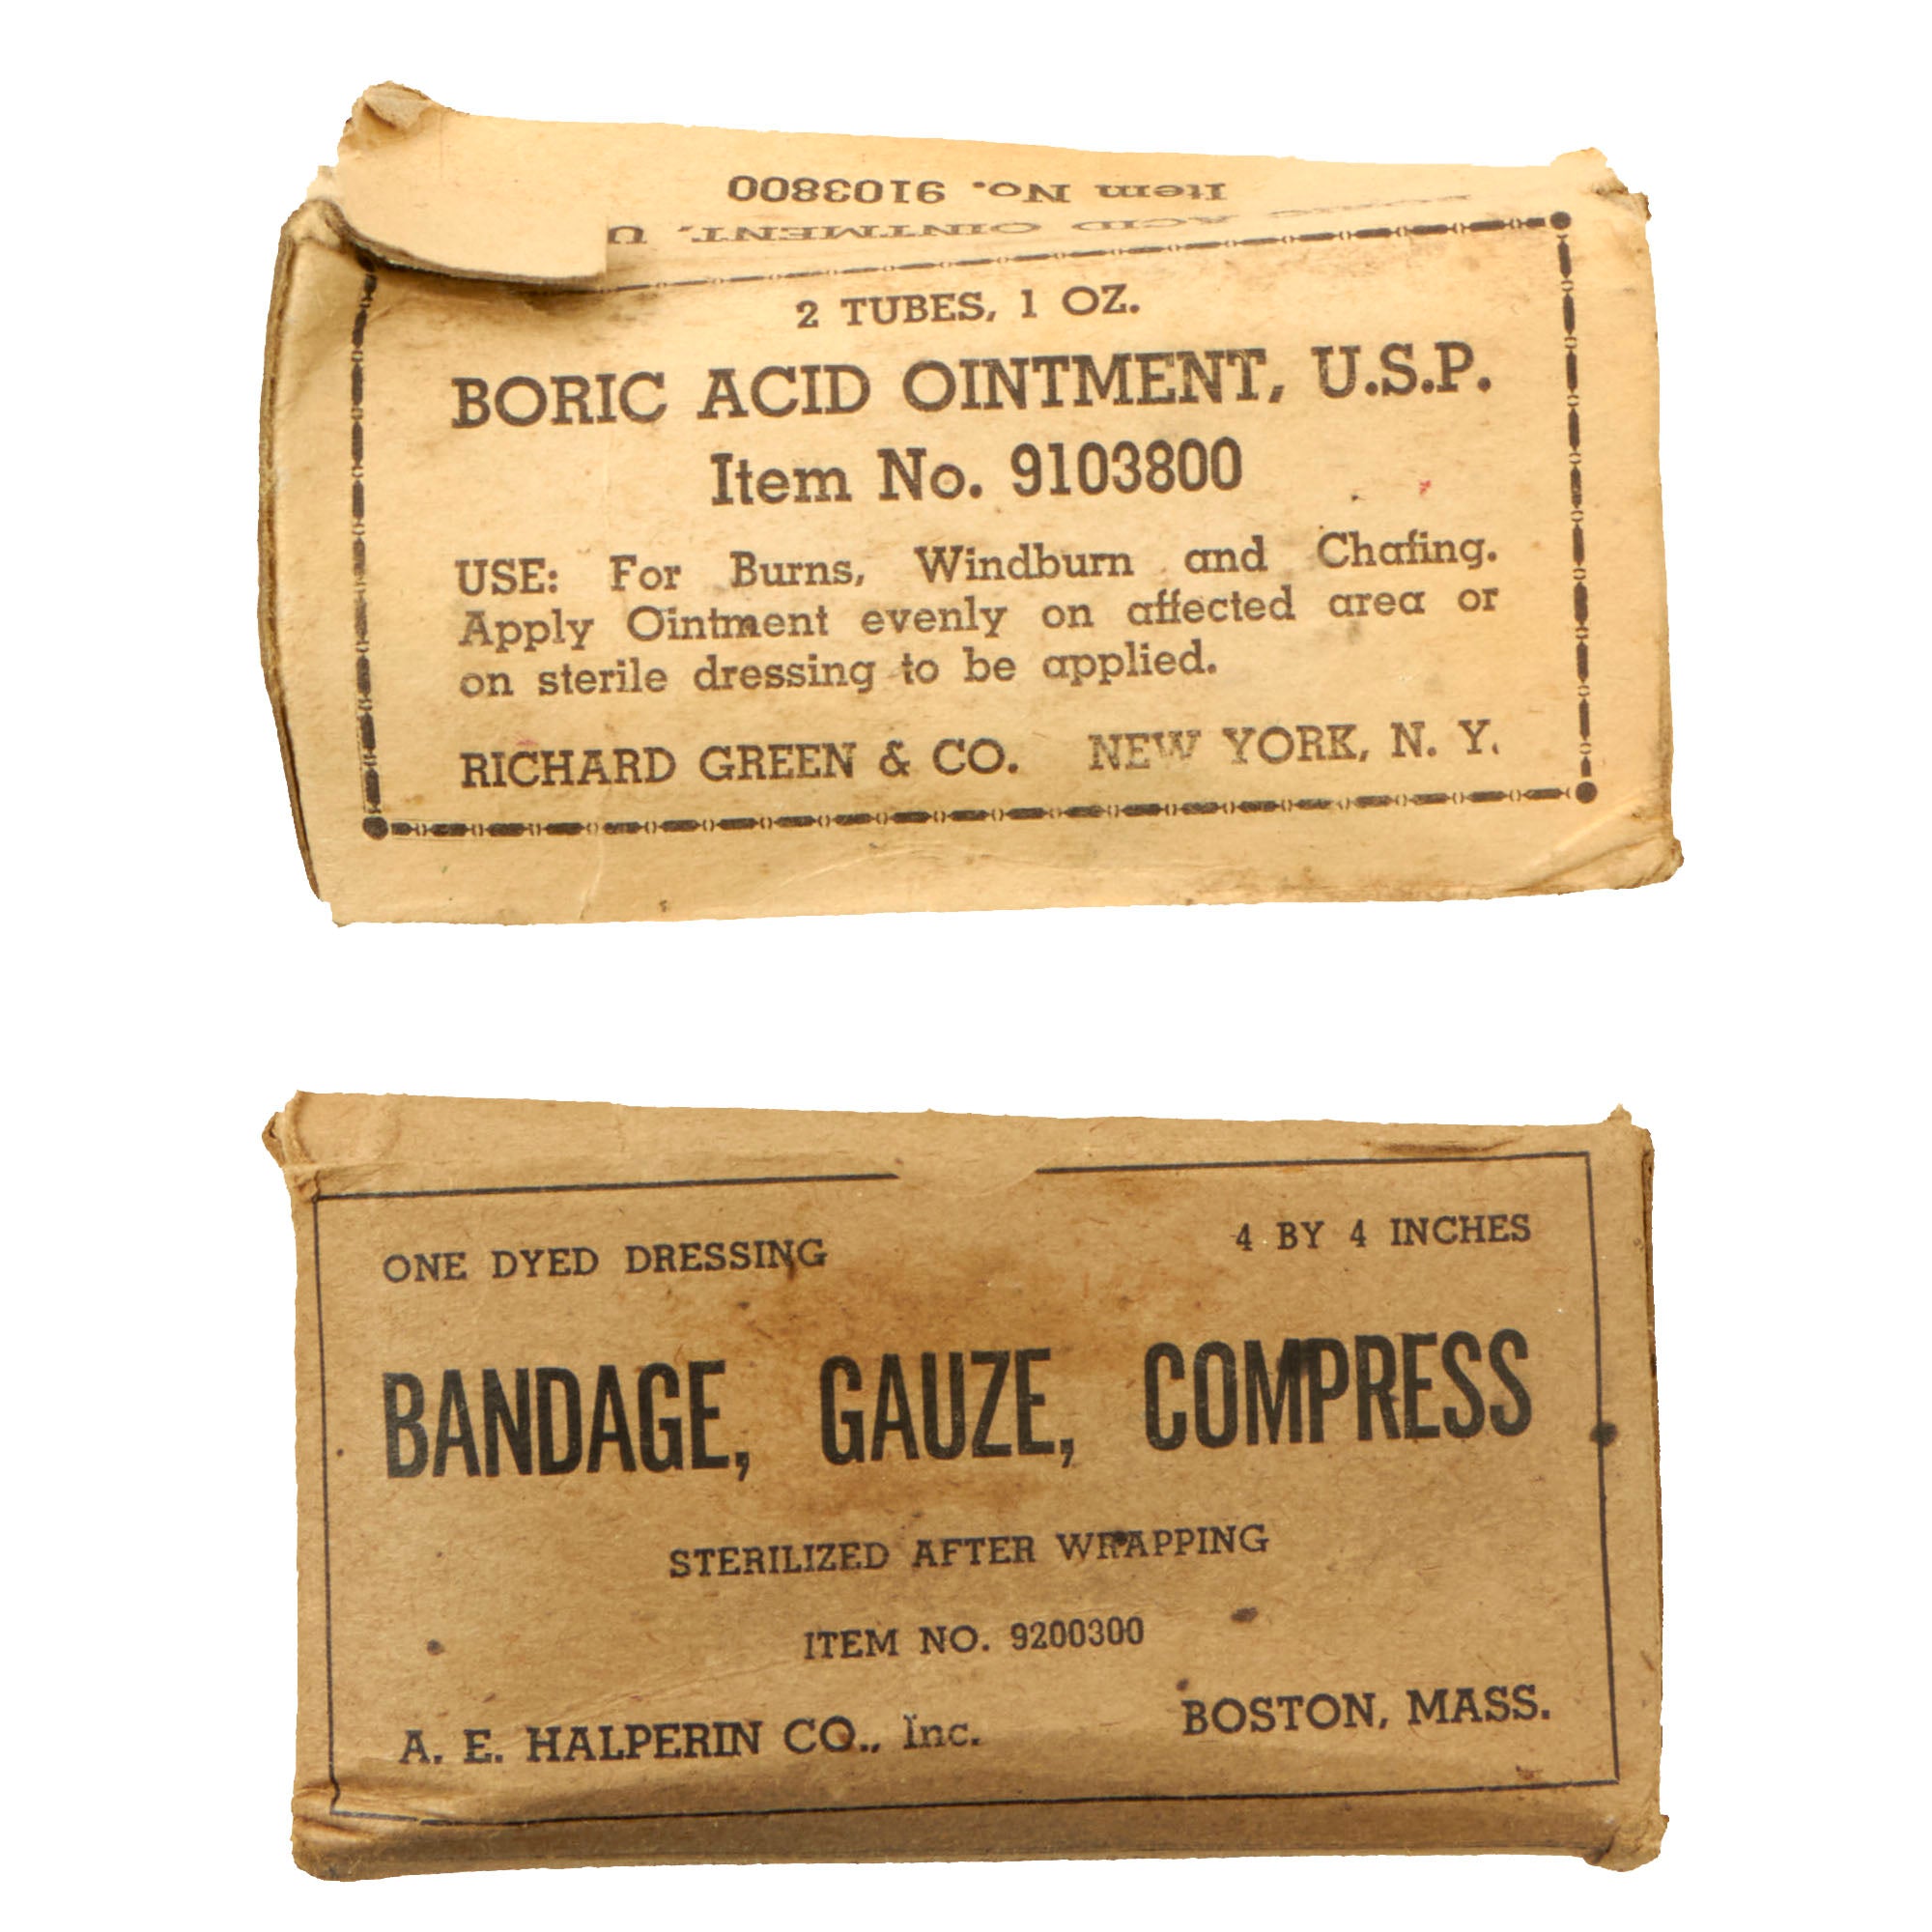 Item No. 9103800
ACID OINTMENT, U
2 TUBES, 1 OZ.
BORIC ACID OINTMENT, U.S.P.
Item No. 9103800
USE: For Burns, Windburn and Chafing.
Apply Ointment evenly on affected area or
on sterile dressing to be applied.
RICHARD GREEN & CO. NEW YORK, N. Y.
ONE DYED DRESSING 4 BY 4 INCHES
BANDAGE, GAUZE, COMPRESS
STERILIZED AFTER WRAPPING
ITEM NO. 9200300
A. E. HALPERIN CO., Inc. BOSTON, MASS.